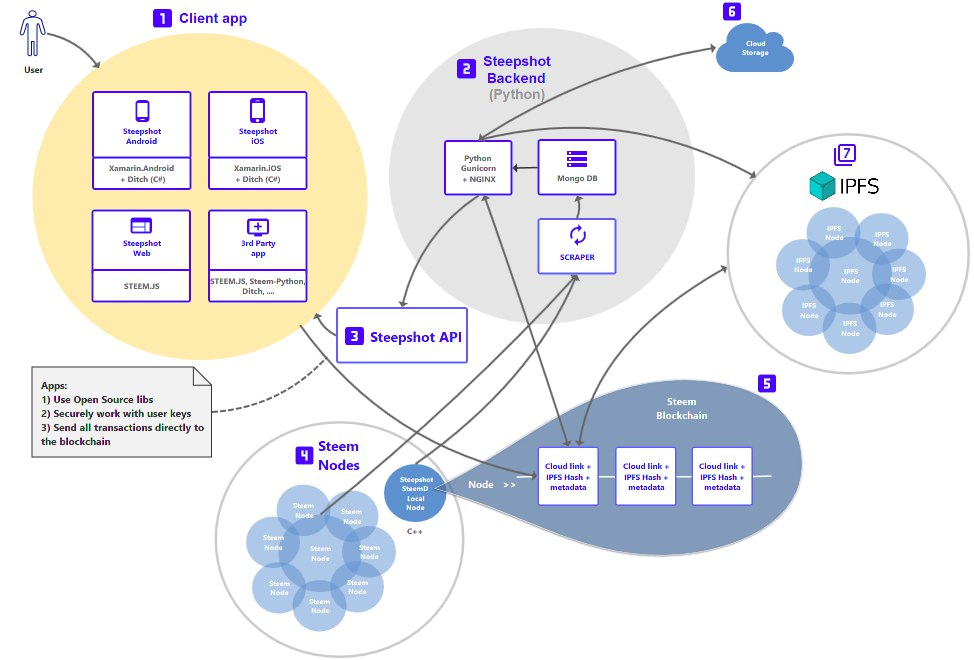 User
1 Client app
Steepshot
Android
Xamarin.Android
+ Ditch (C#)
Steepshot
iOS
Xamarin.iOS
+ Ditch (C#)
Steepshot
Web
STEEM.JS
3rd Party
app
STEEM.JS, Steem-Python,
Ditch, ....
2 Steepshot
Backend
(Python)
Python
Gunicorn
+ NGINX
Mongo DB
SCRAPER
6
Cloud
Storage
7
IPFS
IPFS
Node
IPFS
Node
IPFS
Node
IPFS
Node
IPFS
Node
IPFS
Node
IPFS
Node
IPFS
Node
3 Steepshot API
Apps:
1) Use Open Source libs
2) Securely work with user keys
3) Send all transactions directly to
the blockchain
4 Steem
Nodes
Steem
Node
Steem
Node
Steem
Node
Steem
Node
Steem
Node
Steem
Node
Steem
Node
Steem
Node
Steepshot
SteemD
Local
Node
C++
5
Steem
Blockchain
Node >>
Cloud link +
IPFS Hash +
metadata
Cloud link +
IPFS Hash +
metadata
Cloud link +
IPFS Hash +
metadata